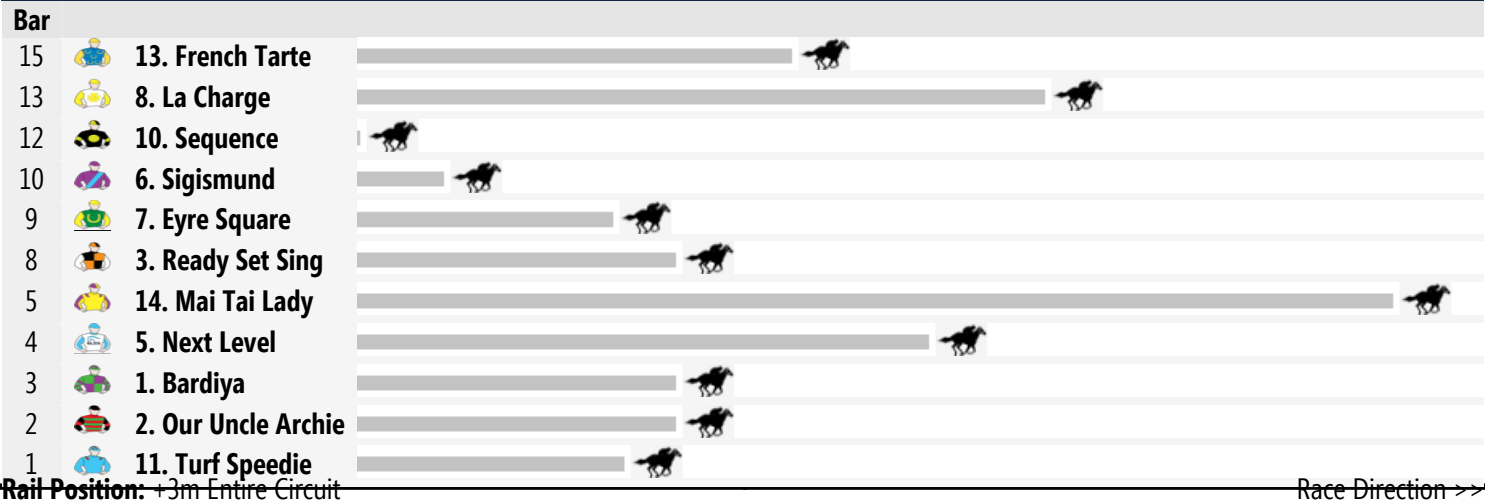 Bar
15 13. French Tarte
13 8. La Charge
12 10. Sequence
10 6. Sigismund
9 7. Eyre Square
8 3. Ready Set Sing
5 14. Mai Tai Lady
4 5. Next Level
3 1. Bardiya
2 2. Our Uncle Archie
1 11. Turf Speedie
Rail Position: +3m Entire Circuit Race Direction >>